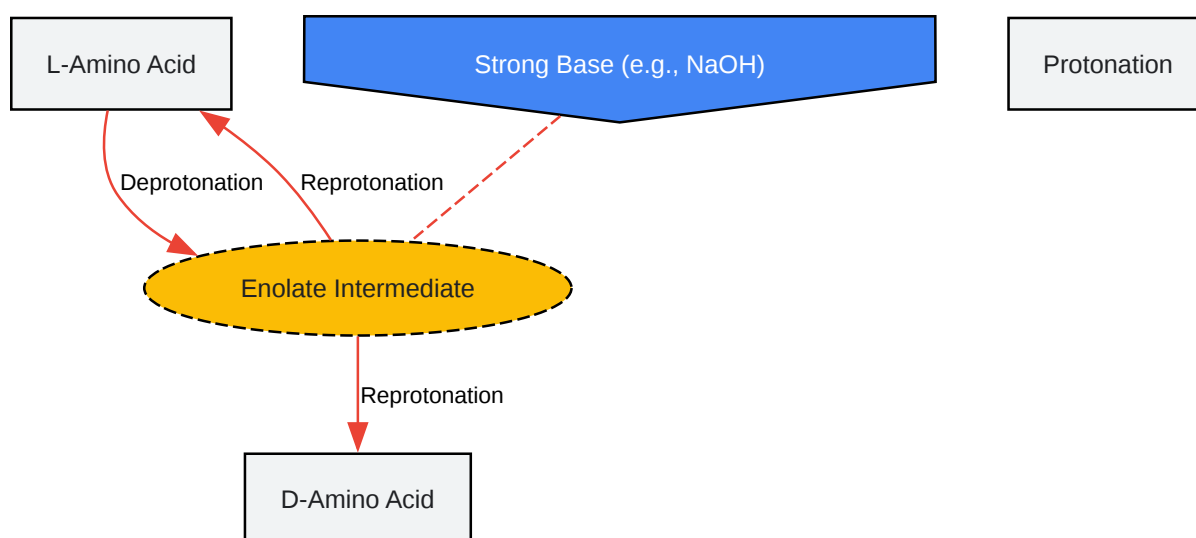 L-Amino Acid
Strong Base (e.g., NaOH)
Protonation
Deprotonation
Reprotonation
Enolate Intermediate
Reprotonation
D-Amino Acid